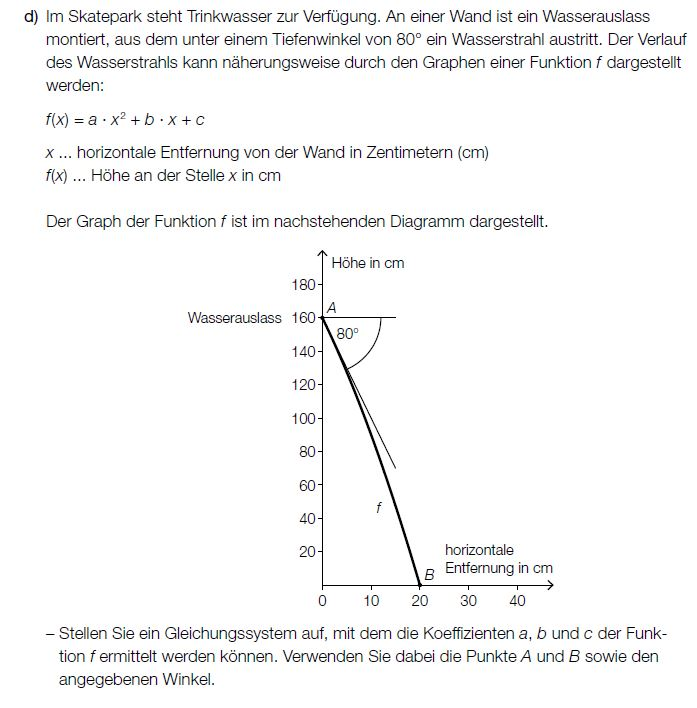 d) Im Skatepark steht Trinkwasser zur Verfügung. An einer Wand ist ein Wasserauslass
montiert, aus dem unter einem Tiefenwinkel von 80° ein Wasserstrahl austritt. Der Verlauf
des Wasserstrahls kann näherungsweise durch den Graphen einer Funktion f dargestellt
werden:
f(x) = a · x² + b · x + c
x ... horizontale Entfernung von der Wand in Zentimetern (cm)
f(x) ... Höhe an der Stelle x in cm
Der Graph der Funktion f ist im nachstehenden Diagramm dargestellt.
Höhe in cm
180
A
Wasserauslass 160
80°
140
120
100
80
60
f
40
20
horizontale
Entfernung in cm
B
0 10 20 30 40
– Stellen Sie ein Gleichungssystem auf, mit dem die Koeffizienten a, b und c der Funk-
tion f ermittelt werden können. Verwenden Sie dabei die Punkte A und B sowie den
angegebenen Winkel.